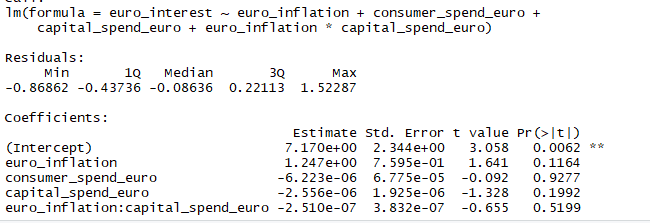 lm(formula = euro_interest ~ euro_inflation + consumer_spend_euro +
    capital_spend_euro + euro_inflation * capital_spend_euro)
Residuals:
     Min       1Q   Median       3Q      Max
-0.86862 -0.43736 -0.08636  0.22113  1.52287
Coefficients:
                                    Estimate Std. Error t value Pr(>|t|)
(Intercept)                        7.170e+00  2.344e+00   3.058   0.0062 **
euro_inflation                     1.247e+00  7.595e-01   1.641   0.1164
consumer_spend_euro               -6.223e-06  6.775e-05  -0.092   0.9277
capital_spend_euro                -2.556e-06  1.925e-06  -1.328   0.1992
euro_inflation:capital_spend_euro -2.510e-07  3.832e-07  -0.655   0.5199